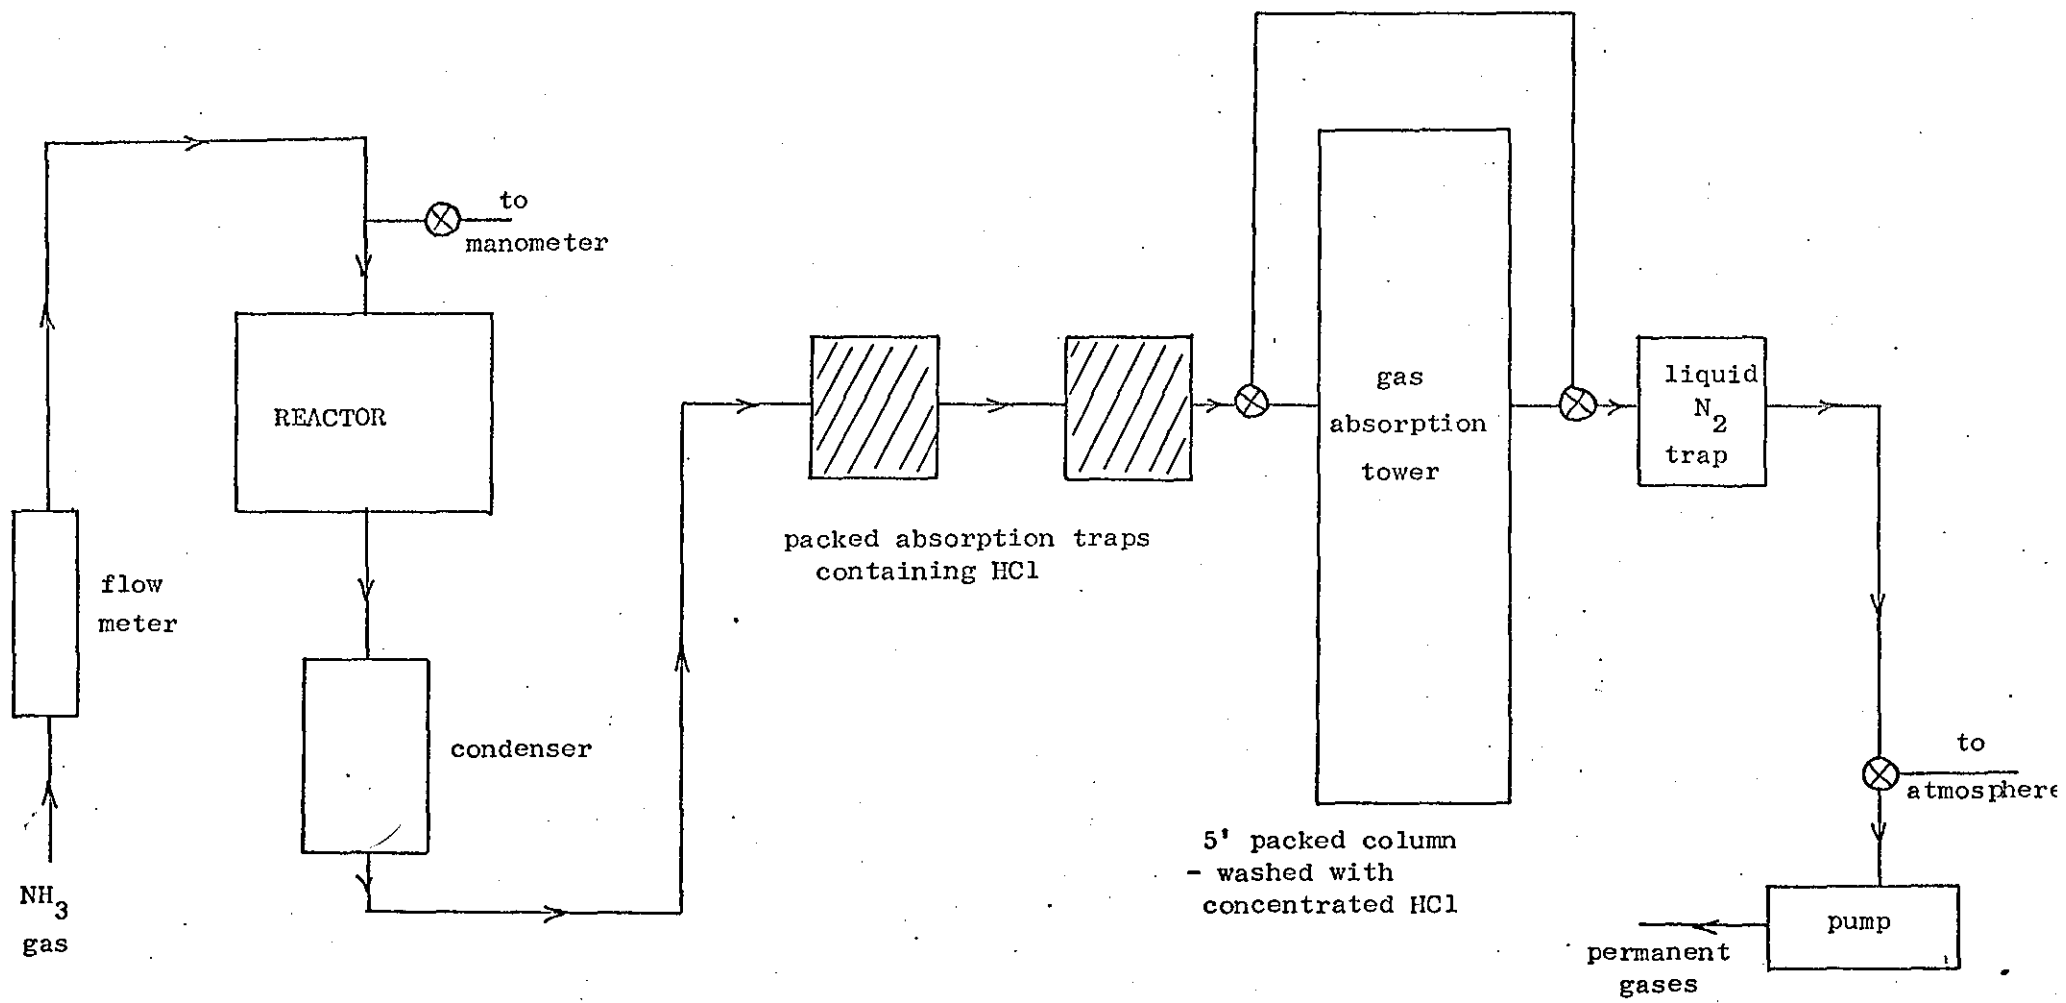 to
manometer
REACTOR
flow
meter
condenser
NH3
gas
packed absorption traps
containing HCl
gas
absorption
tower
5' packed column
- washed with
concentrated HCl
liquid
N2
trap
to
atmosphere
pump
permanent
gases